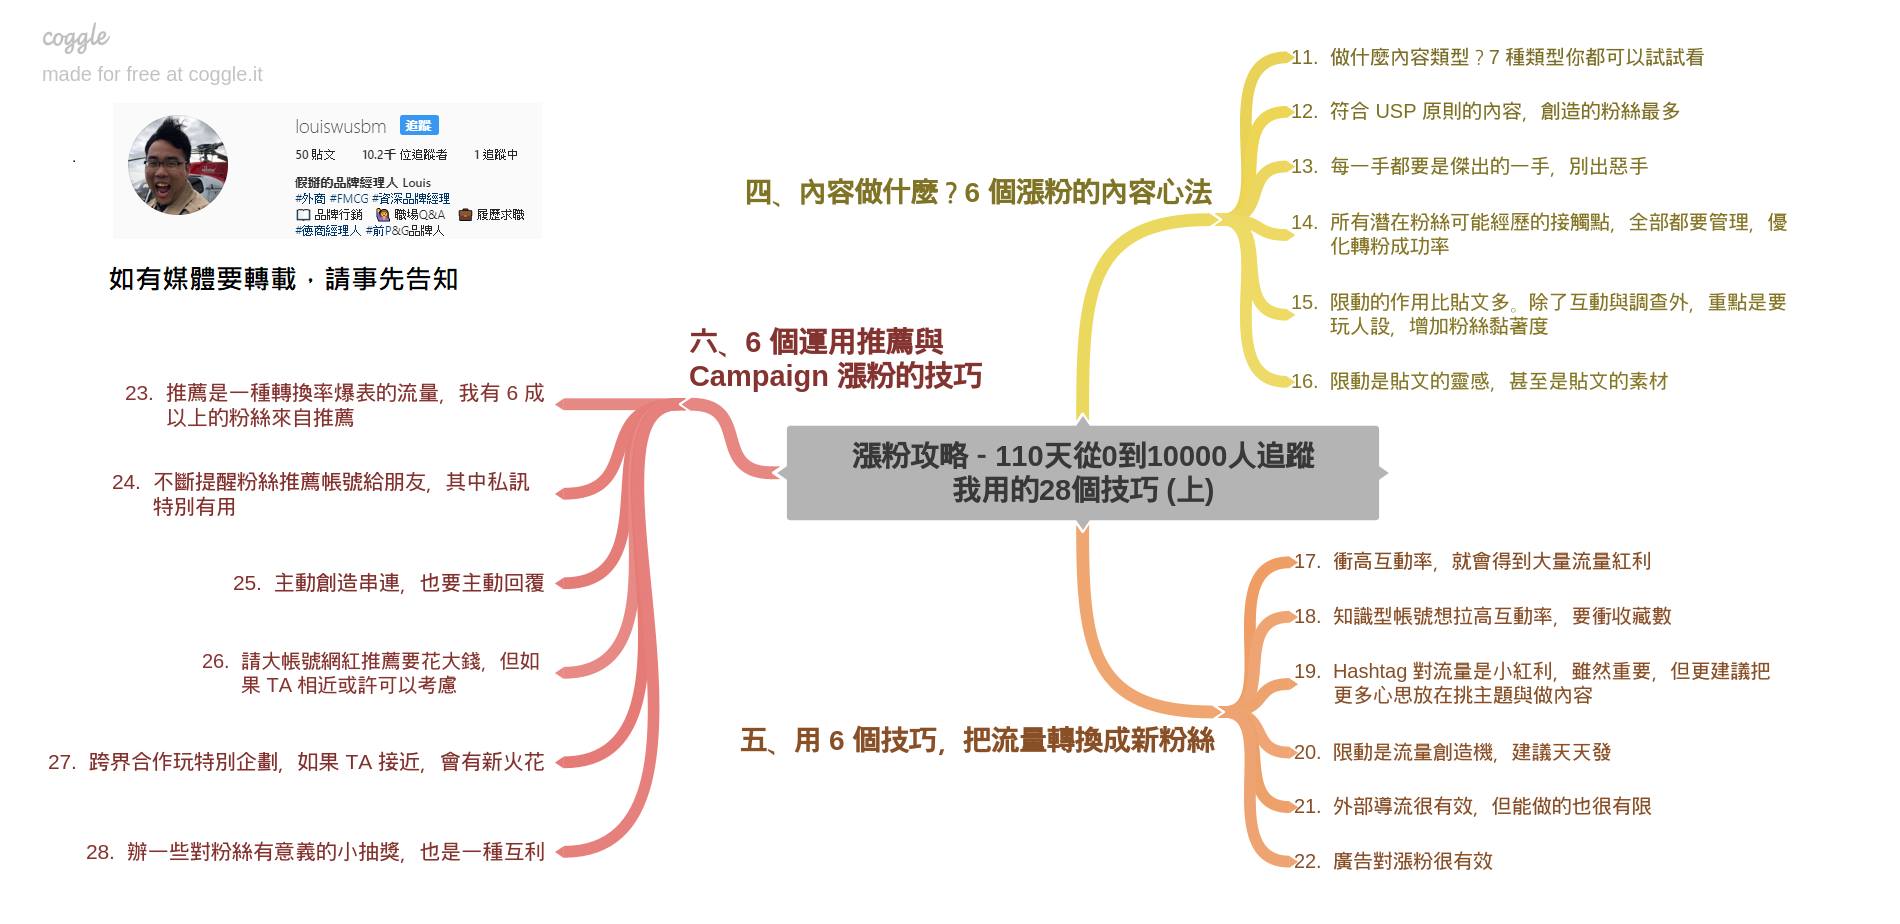 coggle
made for free at coggle.it
louiswusbm 追蹤
50 貼文 10.2千 位追蹤者 1 追蹤中
假掰的品牌經理人 Louis
#外商 #FMCG #資深品牌經理
品牌行銷 職場Q&A 履歷求職
#德商經理人 #前P&G品牌人
如有媒體要轉載，請事先告知
漲粉攻略 - 110天從0到10000人追蹤
我用的28個技巧 (上)
四、內容做什麼？6 個漲粉的內容心法
11. 做什麼內容類型？7 種類型你都可以試試看
12. 符合 USP 原則的內容，創造的粉絲最多
13. 每一手都要是傑出的一手，別出惡手
14. 所有潛在粉絲可能經歷的接觸點，全部都要管理，優
化轉粉成功率
15. 限動的作用比貼文多。除了互動與調查外，重點是要
玩人設，增加粉絲黏著度
16. 限動是貼文的靈感，甚至是貼文的素材
五、用 6 個技巧，把流量轉換成新粉絲
17. 衝高互動率，就會得到大量流量紅利
18. 知識型帳號想拉高互動率，要衝收藏數
19. Hashtag 對流量是小紅利，雖然重要，但更建議把
更多心思放在挑主題與做內容
20. 限動是流量創造機，建議天天發
21. 外部導流很有效，但能做的也很有限
22. 廣告對漲粉很有效
六、6 個運用推薦與
Campaign 漲粉的技巧
23. 推薦是一種轉換率爆表的流量，我有 6 成
以上的粉絲來自推薦
24. 不斷提醒粉絲推薦帳號給朋友，其中私訊
特別有用
25. 主動創造串連，也要主動回覆
26. 請大帳號網紅推薦要花大錢，但如
果 TA 相近或許可以考慮
27. 跨界合作玩特別企劃，如果 TA 接近，會有新火花
28. 辦一些對粉絲有意義的小抽獎，也是一種互利